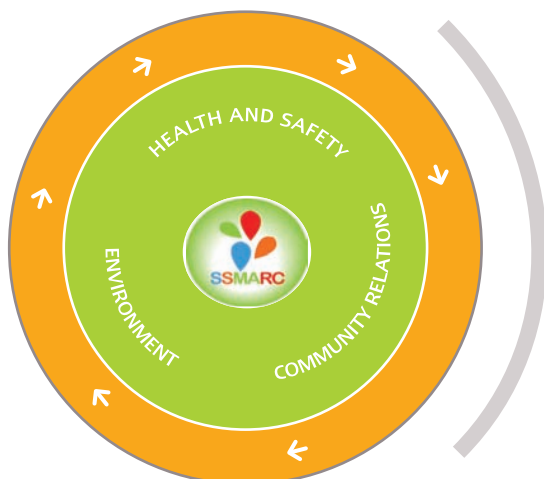 HEALTH AND SAFETY
ENVIRONMENT
COMMUNITY RELATIONS
SSMARC